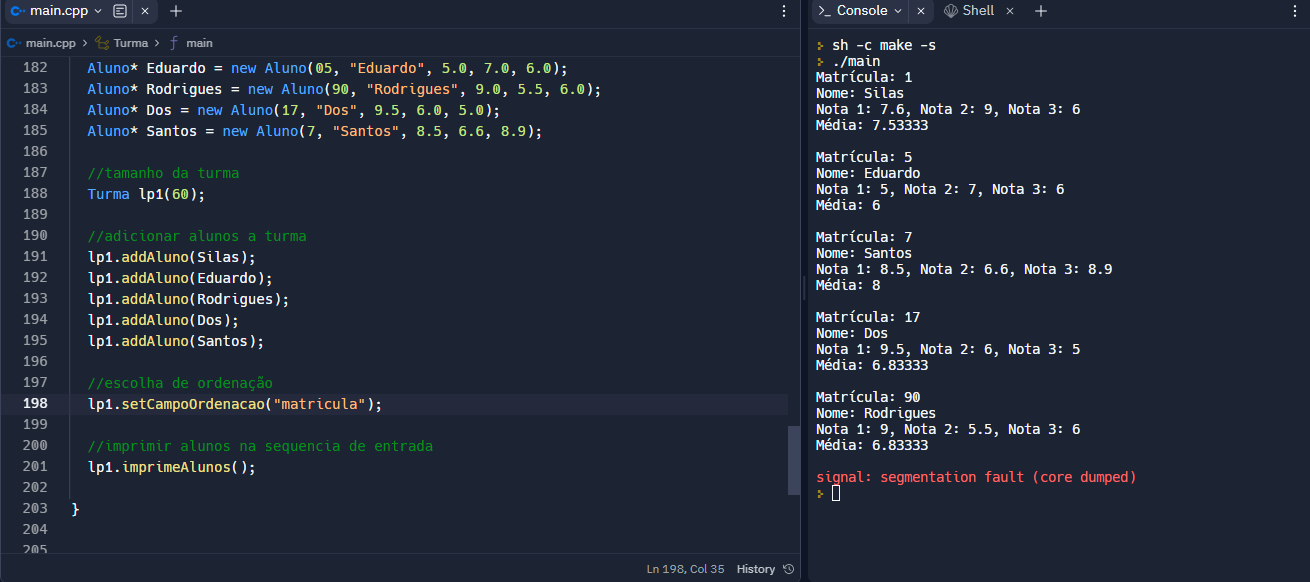 main.cpp
main.cpp > Turma > f main
182 Aluno* Eduardo = new Aluno(05, "Eduardo", 5.0, 7.0, 6.0);
183 Aluno* Rodrigues = new Aluno(90, "Rodrigues", 9.0, 5.5, 6.0);
184 Aluno* Dos = new Aluno(17, "Dos", 9.5, 6.0, 5.0);
185 Aluno* Santos = new Aluno(7, "Santos", 8.5, 6.6, 8.9);
186
187 //tamanho da turma
188 Turma lp1(60);
189
190 //adicionar alunos a turma
191 lp1.addAluno(Silas);
192 lp1.addAluno(Eduardo);
193 lp1.addAluno(Rodrigues);
194 lp1.addAluno(Dos);
195 lp1.addAluno(Santos);
196
197 //escolha de ordenação
198 lp1.setCampoOrdenacao("matricula");
199
200 //imprimir alunos na sequencia de entrada
201 lp1.imprimeAlunos();
202
203 }
204
205
Ln 198, Col 35 History
Console Shell
sh -c make -s
./main
Matrícula: 1
Nome: Silas
Nota 1: 7.6, Nota 2: 9, Nota 3: 6
Média: 7.53333
Matrícula: 5
Nome: Eduardo
Nota 1: 5, Nota 2: 7, Nota 3: 6
Média: 6
Matrícula: 7
Nome: Santos
Nota 1: 8.5, Nota 2: 6.6, Nota 3: 8.9
Média: 8
Matrícula: 17
Nome: Dos
Nota 1: 9.5, Nota 2: 6, Nota 3: 5
Média: 6.83333
Matrícula: 90
Nome: Rodrigues
Nota 1: 9, Nota 2: 5.5, Nota 3: 6
Média: 6.83333
signal: segmentation fault (core dumped)